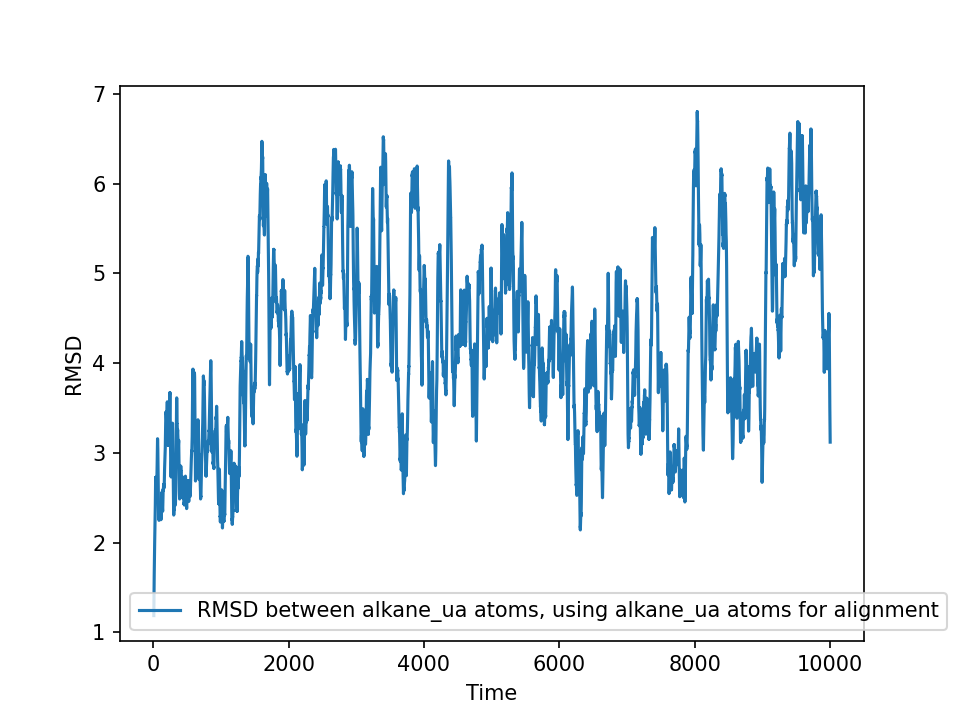 7
6
5
4
3
2
1
RMSD
RMSD between alkane_ua atoms, using alkane_ua atoms for alignment
0 2000 4000 6000 8000 10000
Time